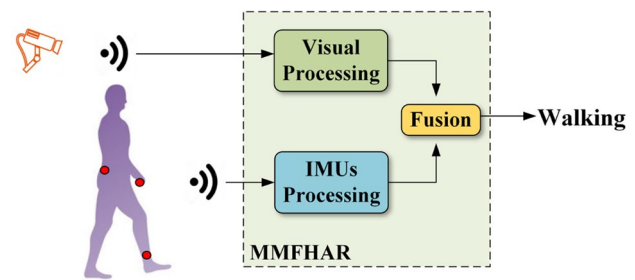 Visual
Processing
Fusion
Walking
IMUs
Processing
MMFHAR